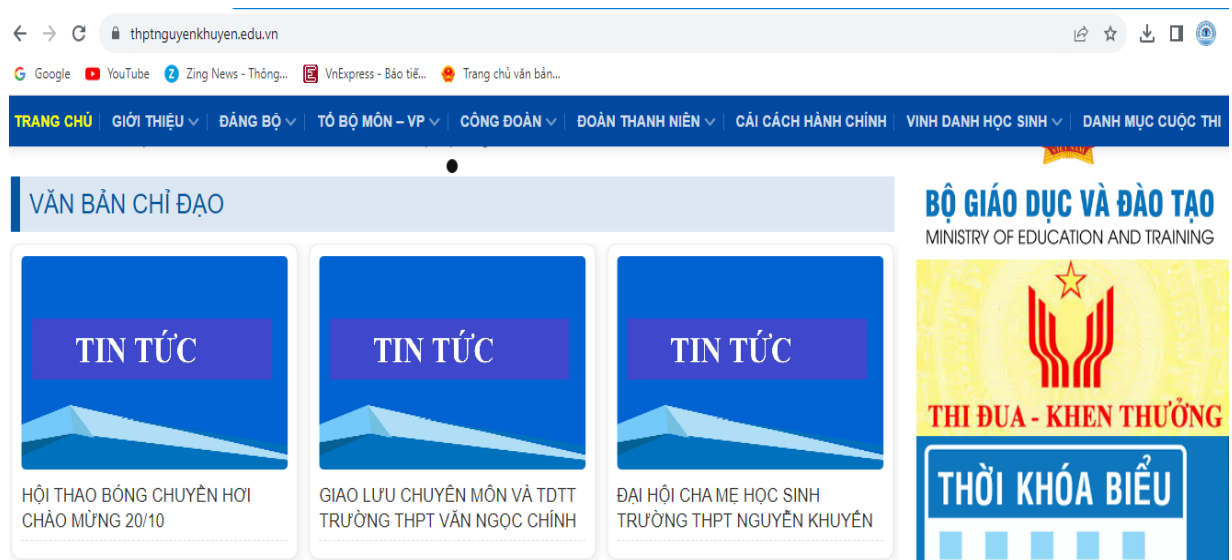 thptnguyenkhuyen.edu.vn
Google YouTube Zing News - Thông... VnExpress - Báo tiế... Trang chủ văn bản...
TRANG CHỦ GIỚI THIỆU ĐẢNG BỘ TỔ BỘ MÔN – VP CÔNG ĐOÀN ĐOÀN THANH NIÊN CẢI CÁCH HÀNH CHÍNH VINH DANH HỌC SINH DANH MỤC CUỘC THI
VĂN BẢN CHỈ ĐẠO
BỘ GIÁO DỤC VÀ ĐÀO TẠO
MINISTRY OF EDUCATION AND TRAINING
TIN TỨC
TIN TỨC
TIN TỨC
THI ĐUA - KHEN THƯỞNG
THỜI KHÓA BIỂU
HỘI THAO BÓNG CHUYỀN HƠI
CHÀO MỪNG 20/10
GIAO LƯU CHUYÊN MÔN VÀ TDTT
TRƯỜNG THPT VĂN NGỌC CHÍNH
ĐẠI HỘI CHA MẸ HỌC SINH
TRƯỜNG THPT NGUYỄN KHUYẾN